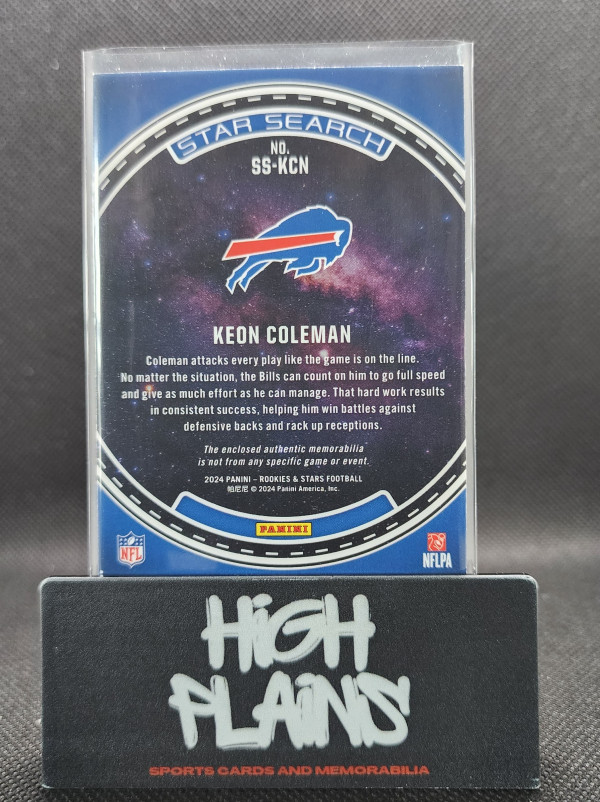 STAR SEARCH
NO.
SS-KCN
KEON COLEMAN
Coleman attacks every play like the game is on the line.
No matter the situation, the Bills can count on him to go full speed
and give as much effort as he can manage. That hard work results
in consistent success, helping him win battles against
defensive backs and rack up receptions.
The enclosed authentic memorabilia
is not from any specific game or event.
2024 PANINI – ROOKIES & STARS FOOTBALL
帕尼尼 © 2024 Panini America, Inc.
PANINI
NFL
NFLPA
HiGH
PLAiNS
SPORTS CARDS AND MEMORABILIA